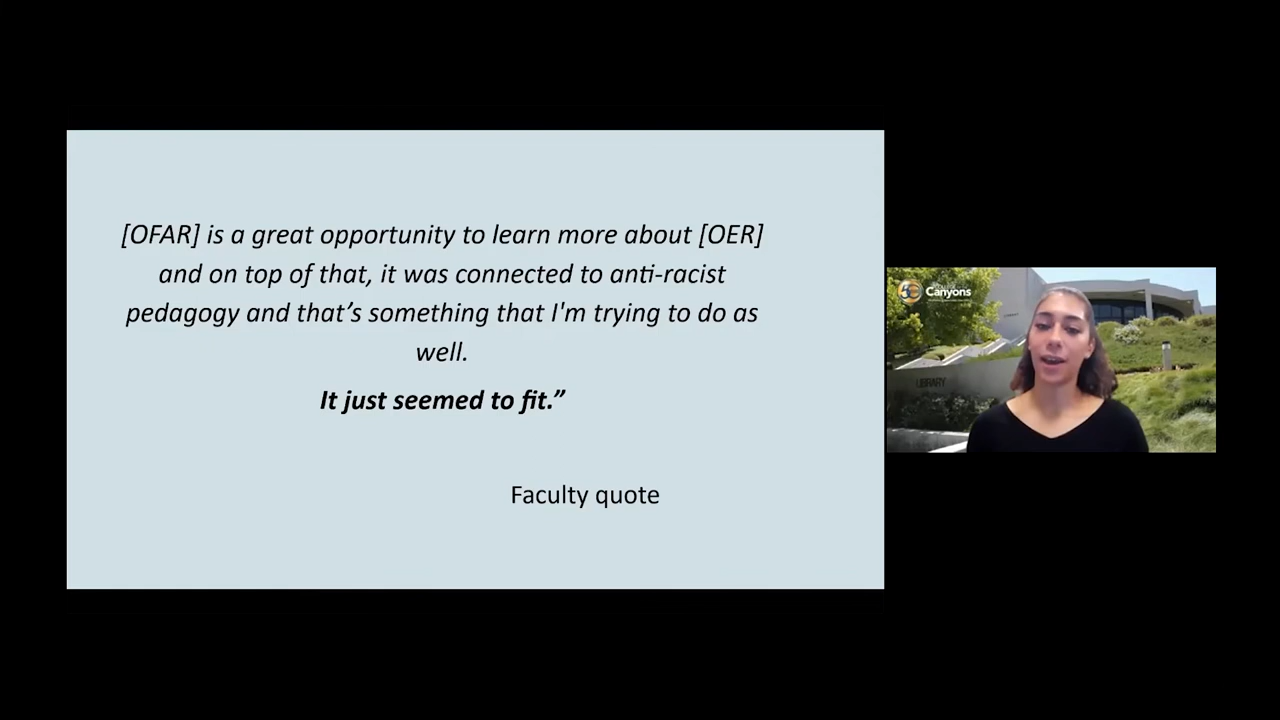 [OFAR] is a great opportunity to learn more about [OER]
and on top of that, it was connected to anti-racist
pedagogy and that’s something that I'm trying to do as
well.
It just seemed to fit.”
Faculty quote
Canyons
LIBRARY